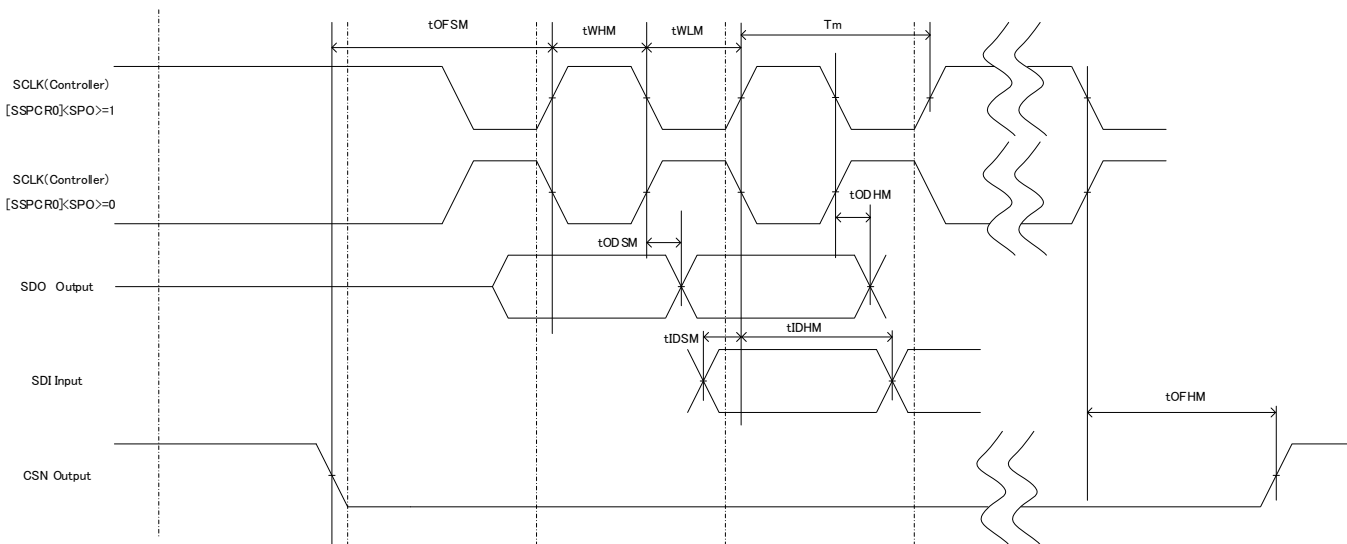 tOFSM
tWHM
tWLM
Tm
SCLK(Controller)
[SSPCR0]<SPO>=1
SCLK(Controller)
[SSPCR0]<SPO>=0
tODHM
tODSM
SDO Output
tIDSM
tIDHM
SDI Input
tOFHM
CSN Output